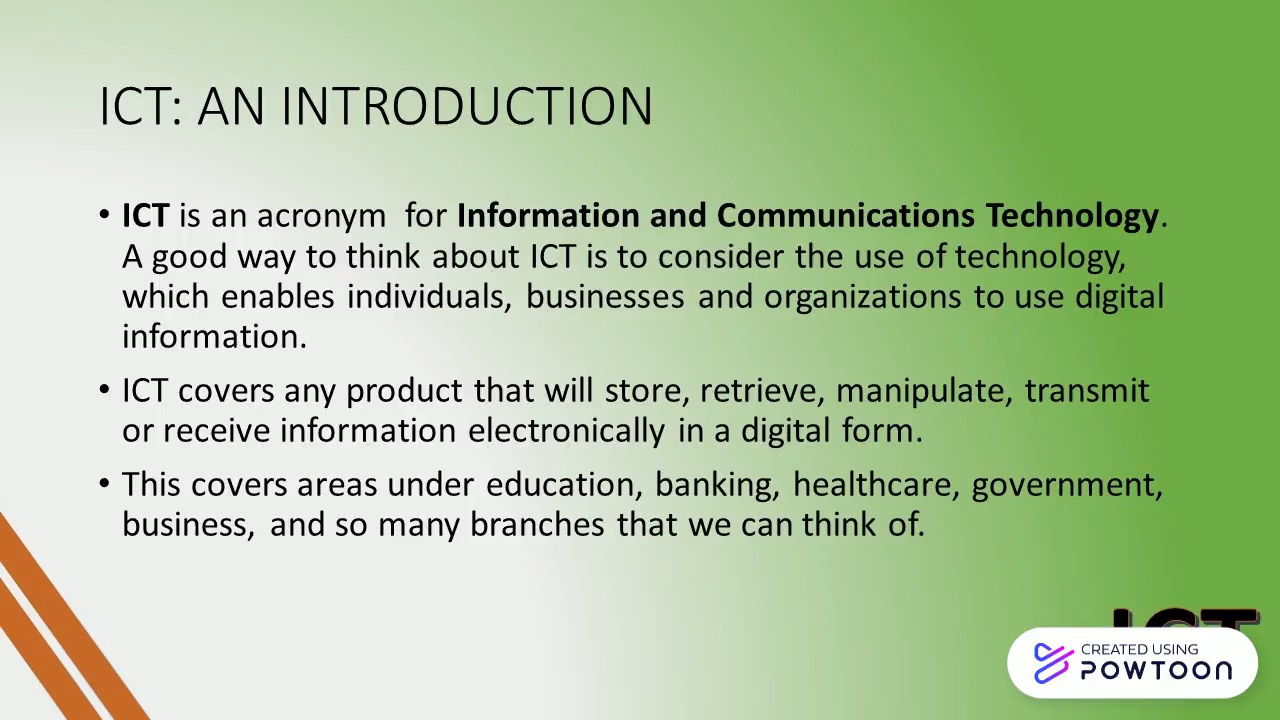 ICT: AN INTRODUCTION
• ICT is an acronym for Information and Communications Technology.
A good way to think about ICT is to consider the use of technology,
which enables individuals, businesses and organizations to use digital
information.
• ICT covers any product that will store, retrieve, manipulate, transmit
or receive information electronically in a digital form.
• This covers areas under education, banking, healthcare, government,
business, and so many branches that we can think of.
ICT
CREATED USING
POWTOON